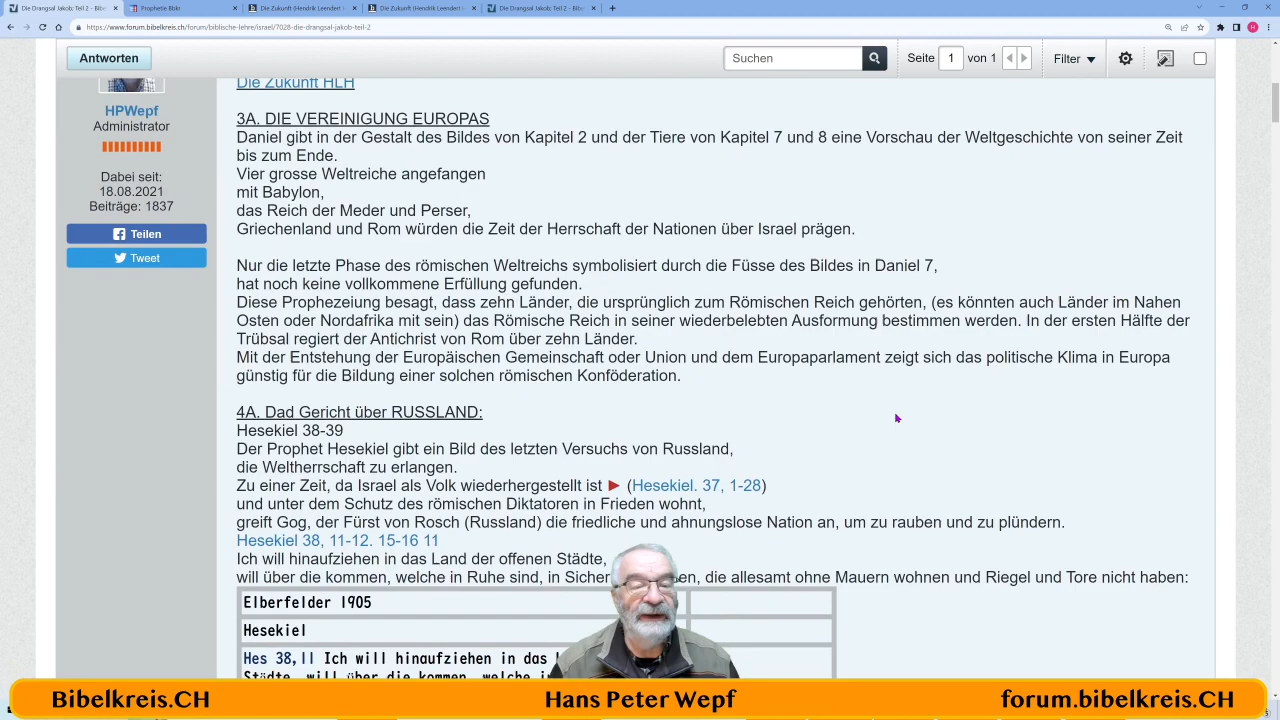 Die Drangsal Jakob: Teil 2 - Bibe
Prophetie Bbkr
Die Zukunft (Hendrik Leendert H
Die Zukunft (Hendrik Leendert H
Die Drangsal Jakob: Teil 2 - Bibe
https://www.forum.bibelkreis.ch/forum/biblische-lehre/israel/7028-die-drangsal-jakob-teil-2
Antworten
Suchen
Seite 1 von 1
Filter
HPWepf
Administrator
Dabei seit:
18.08.2021
Beiträge: 1837
Teilen
Tweet
Die Zukunft HLH
3A. DIE VEREINIGUNG EUROPAS
Daniel gibt in der Gestalt des Bildes von Kapitel 2 und der Tiere von Kapitel 7 und 8 eine Vorschau der Weltgeschichte von seiner Zeit
bis zum Ende.
Vier grosse Weltreiche angefangen
mit Babylon,
das Reich der Meder und Perser,
Griechenland und Rom würden die Zeit der Herrschaft der Nationen über Israel prägen.
Nur die letzte Phase des römischen Weltreichs symbolisiert durch die Füsse des Bildes in Daniel 7,
hat noch keine vollkommene Erfüllung gefunden.
Diese Prophezeiung besagt, dass zehn Länder, die ursprünglich zum Römischen Reich gehörten, (es könnten auch Länder im Nahen
Osten oder Nordafrika mit sein) das Römische Reich in seiner wiederbelebten Ausformung bestimmen werden. In der ersten Hälfte der
Trübsal regiert der Antichrist von Rom über zehn Länder.
Mit der Entstehung der Europäischen Gemeinschaft oder Union und dem Europaparlament zeigt sich das politische Klima in Europa
günstig für die Bildung einer solchen römischen Konföderation.
4A. Dad Gericht über RUSSLAND:
Hesekiel 38-39
Der Prophet Hesekiel gibt ein Bild des letzten Versuchs von Russland,
die Weltherrschaft zu erlangen.
Zu einer Zeit, da Israel als Volk wiederhergestellt ist ► (Hesekiel. 37, 1-28)
und unter dem Schutz des römischen Diktatoren in Frieden wohnt,
greift Gog, der Fürst von Rosch (Russland) die friedliche und ahnungslose Nation an, um zu rauben und zu plündern.
Hesekiel 38, 11-12. 15-16 11
Ich will hinaufziehen in das Land der offenen Städte,
will über die kommen, welche in Ruhe sind, in Sicher en, die allesamt ohne Mauern wohnen und Riegel und Tore nicht haben:
Elberfelder 1905
Hesekiel
Hes 38,11 Ich will hinaufziehen in das
Städte, will über die kommen, welche i
Bibelkreis.CH
Hans Peter Wepf
forum.bibelkreis.CH